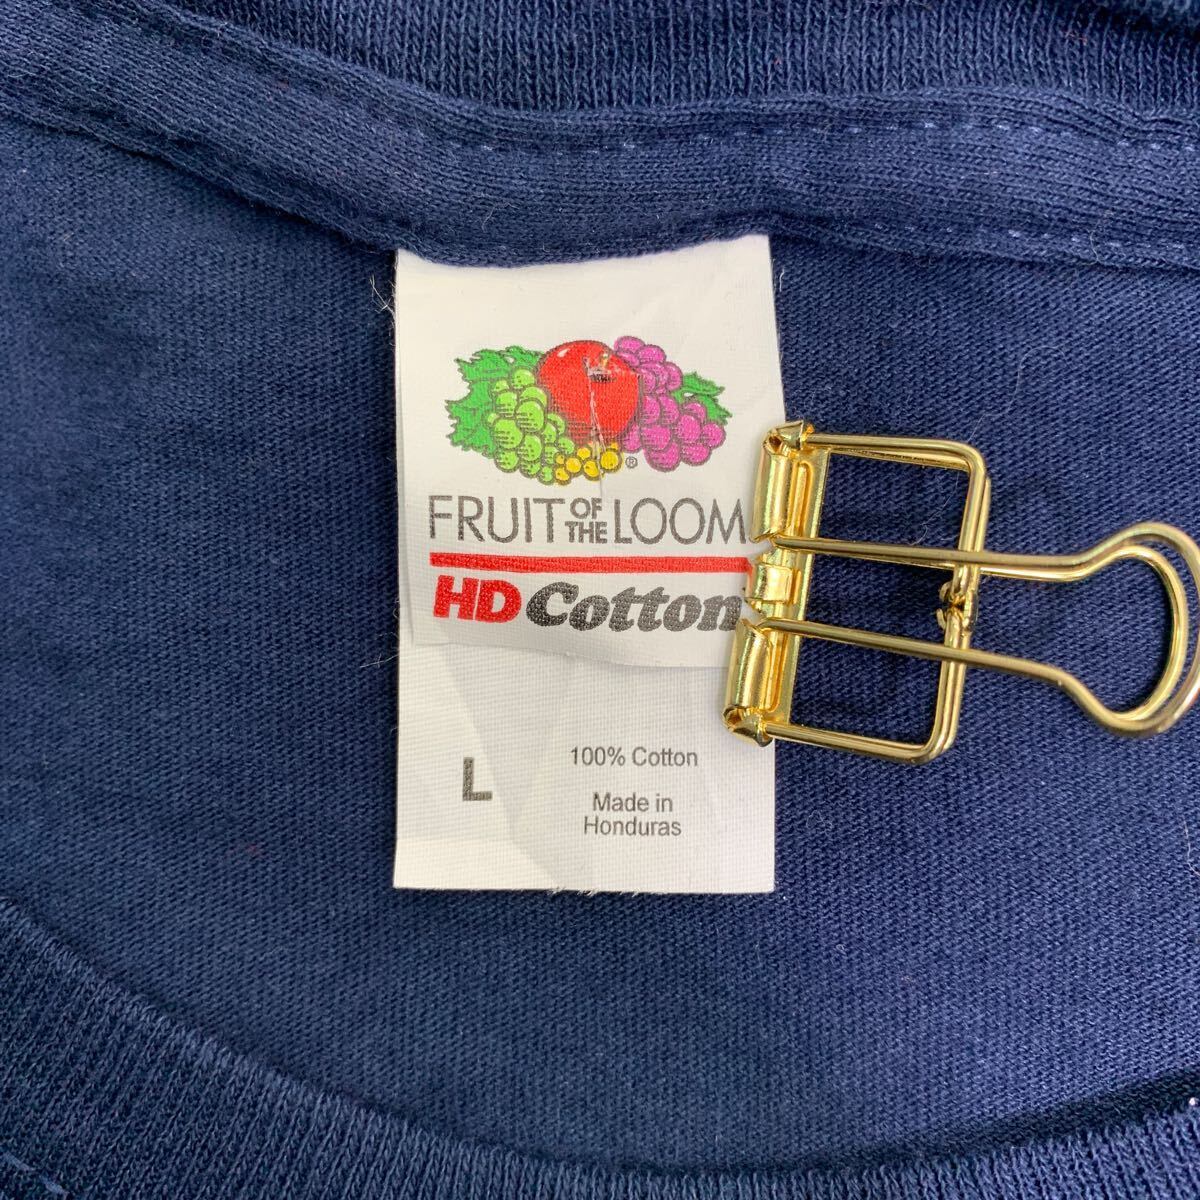 ®
FRUIT OF THE LOOM
HD Cotton
L
100% Cotton
Made in
Honduras